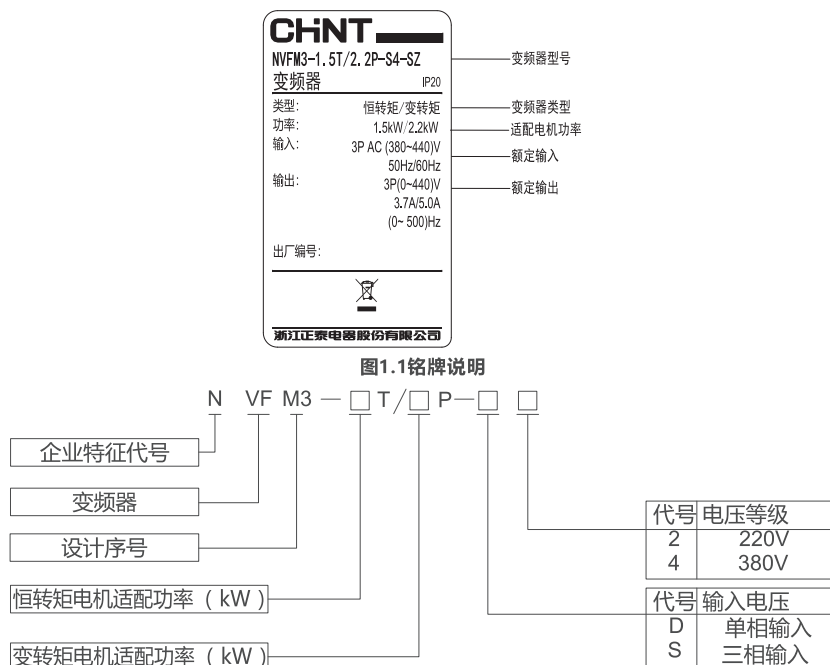 CHNT
NVFM3-1.5T/2.2P-S4-SZ 变频器型号
变频器 IP20
类型: 恒转矩/变转矩 变频器类型
功率: 1.5kW/2.2kW 适配电机功率
输入: 3P AC (380~440)V 额定输入
50Hz/60Hz
输出: 3P(0~440)V 额定输出
3.7A/5.0A
(0~ 500)Hz
出厂编号:
浙江正泰电器股份有限公司
图1.1铭牌说明
N VF M3 — □ T/□ P—□ □
企业特征代号
变频器
设计序号
恒转矩电机适配功率（kW）
变转矩电机适配功率（kW）
代号 电压等级
2 220V
4 380V
代号 输入电压
D 单相输入
S 三相输入